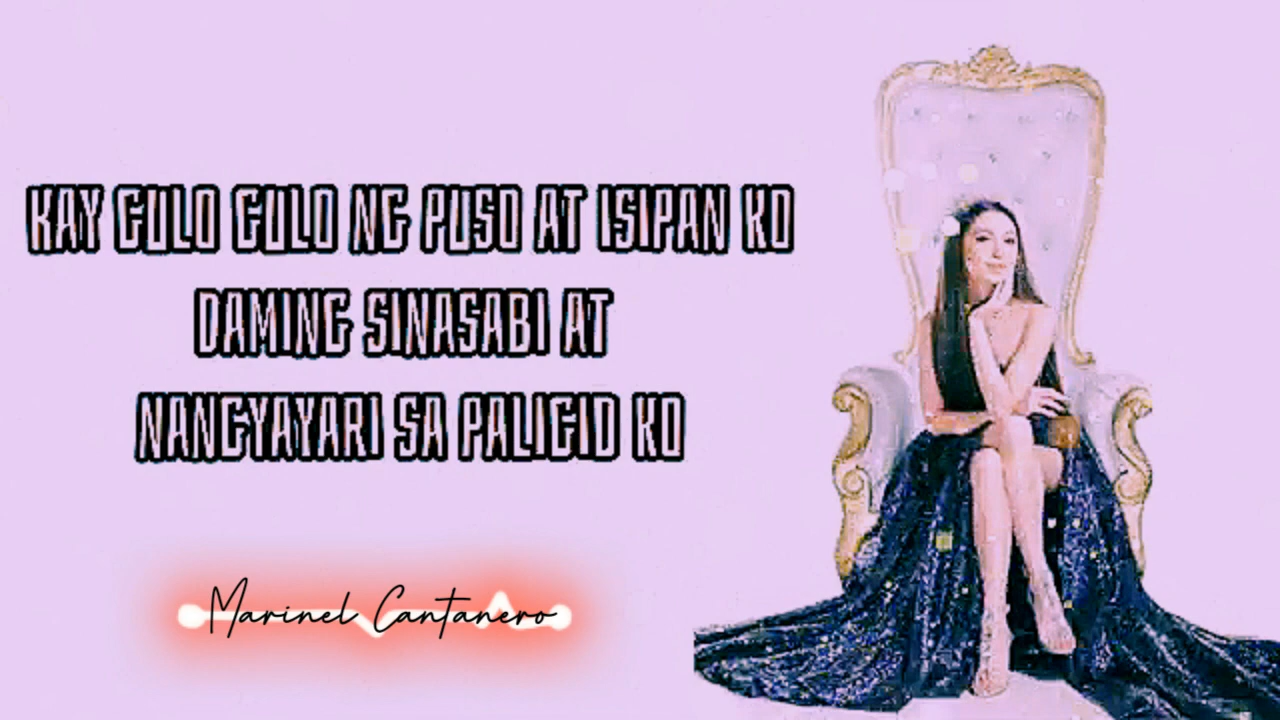 KAY GULO GULO NG PUSO AT ISIPAN KO
DAMING SINASABI AT
NANGYAYARI SA PALIGID KO
Marinel Cantanero